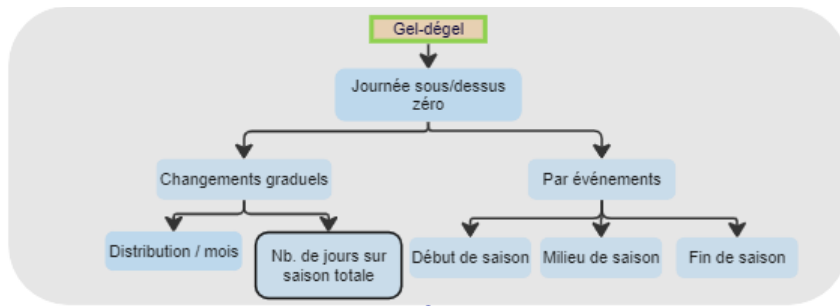 Gel-dégel
Journée sous/dessus
zéro
Changements graduels
Par événements
Distribution / mois
Nb. de jours sur
saison totale
Début de saison
Milieu de saison
Fin de saison